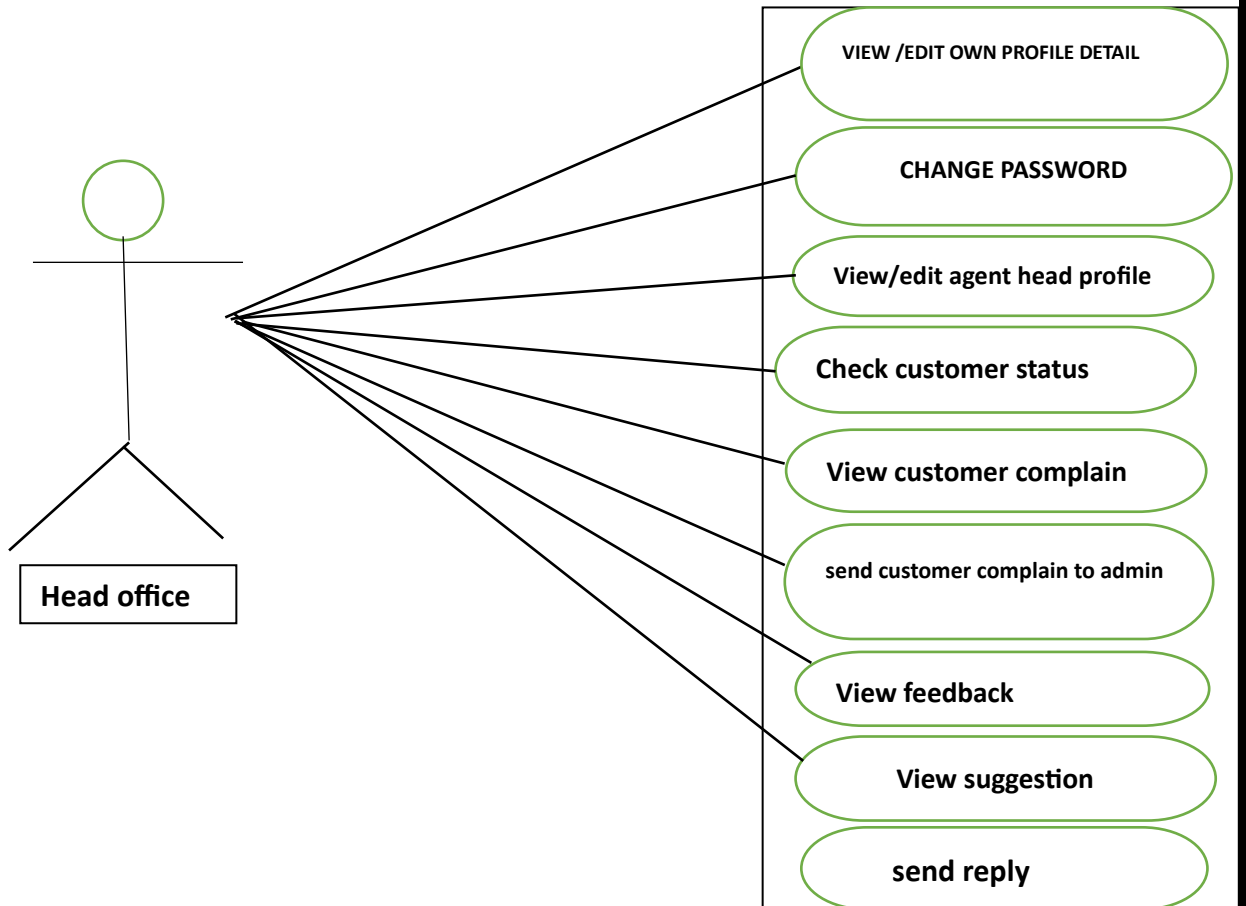 VIEW /EDIT OWN PROFILE DETAIL
CHANGE PASSWORD
View/edit agent head profile
Check customer status
View customer complain
send customer complain to admin
Head office
View feedback
View suggestion
send reply